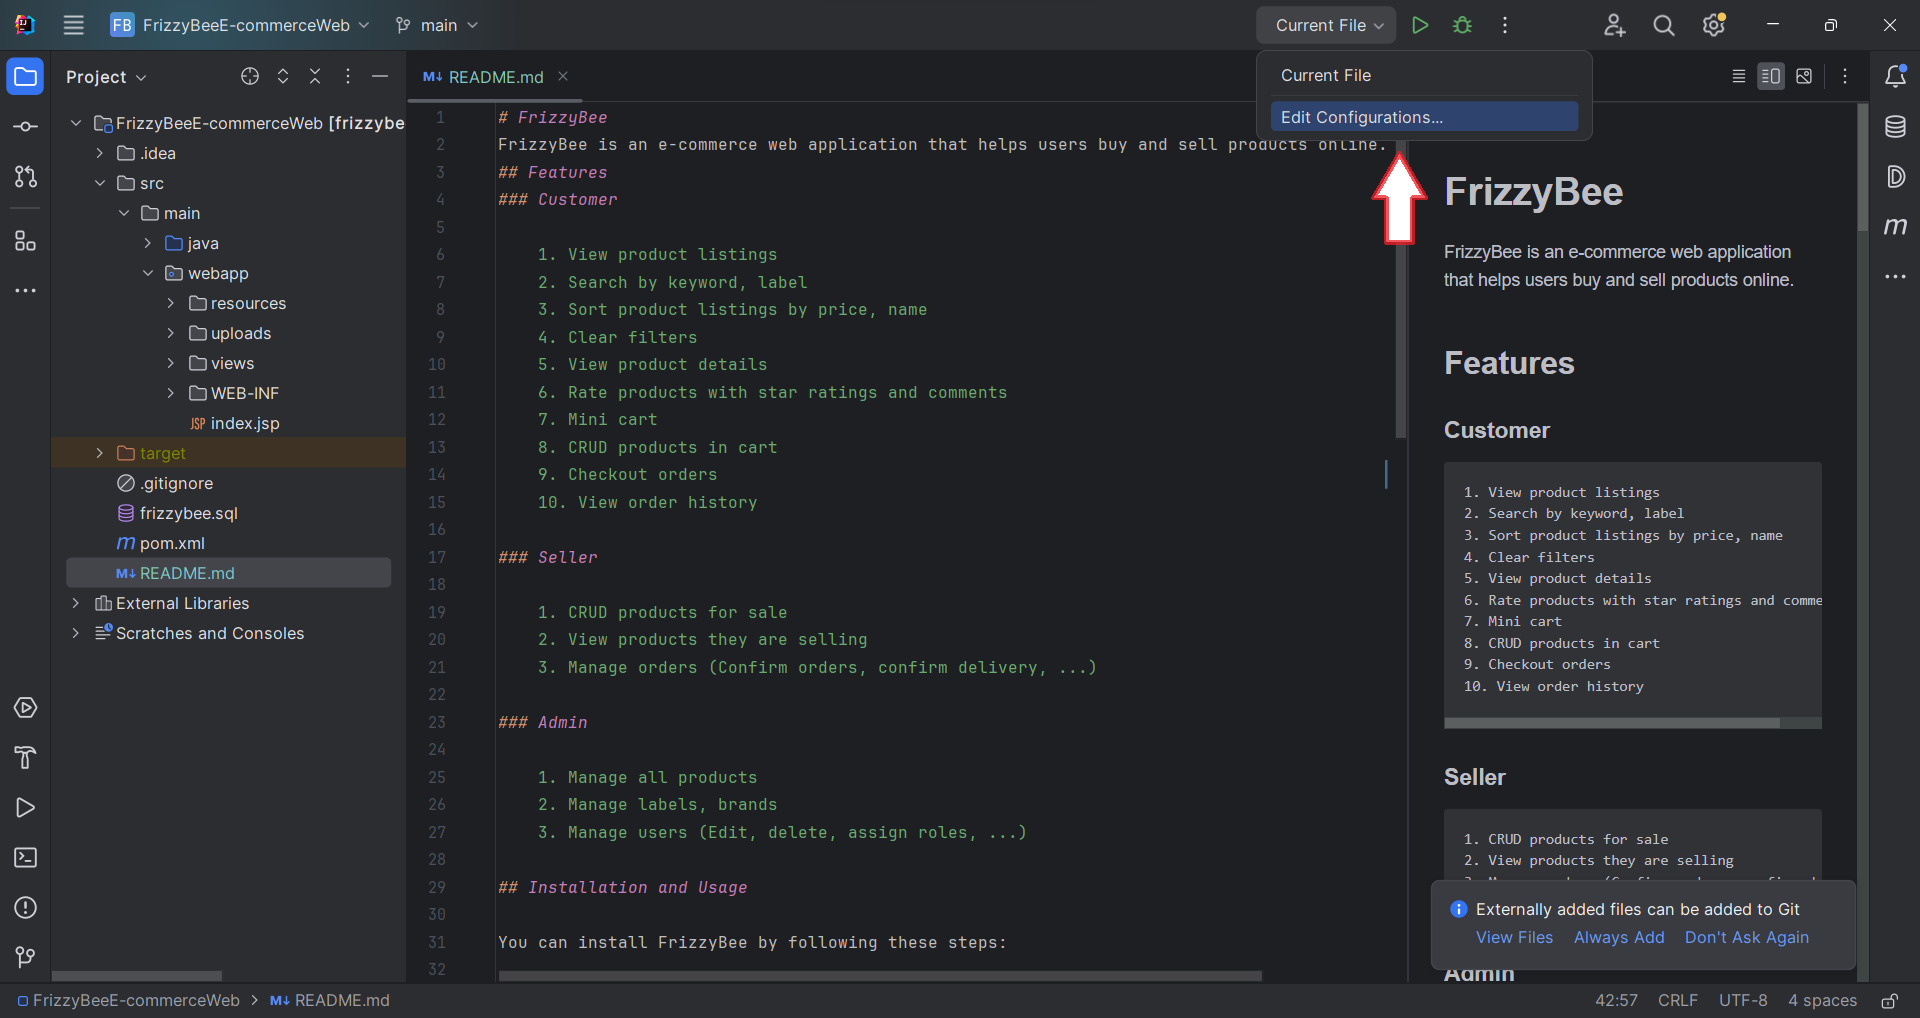 FB FrizzyBeeE-commerceWeb main Current File
Project
M↓ README.md
Current File
Edit Configurations...
FrizzyBeeE-commerceWeb [frizzybe
.idea
src
main
java
webapp
resources
uploads
views
WEB-INF
JSP index.jsp
target
.gitignore
frizzybee.sql
m pom.xml
M↓ README.md
External Libraries
Scratches and Consoles
1 # FrizzyBee
2 FrizzyBee is an e-commerce web application that helps users buy and sell products online.
3 ## Features
4 ### Customer
5
6 1. View product listings
7 2. Search by keyword, label
8 3. Sort product listings by price, name
9 4. Clear filters
10 5. View product details
11 6. Rate products with star ratings and comments
12 7. Mini cart
13 8. CRUD products in cart
14 9. Checkout orders
15 10. View order history
16
17 ### Seller
18
19 1. CRUD products for sale
20 2. View products they are selling
21 3. Manage orders (Confirm orders, confirm delivery, ...)
22
23 ### Admin
24
25 1. Manage all products
26 2. Manage labels, brands
27 3. Manage users (Edit, delete, assign roles, ...)
28
29 ## Installation and Usage
30
31 You can install FrizzyBee by following these steps:
32
FrizzyBee
FrizzyBee is an e-commerce web application
that helps users buy and sell products online.
Features
Customer
1. View product listings
2. Search by keyword, label
3. Sort product listings by price, name
4. Clear filters
5. View product details
6. Rate products with star ratings and comme
7. Mini cart
8. CRUD products in cart
9. Checkout orders
10. View order history
Seller
1. CRUD products for sale
2. View products they are selling
Externally added files can be added to Git
View Files Always Add Don't Ask Again
Admin
FrizzyBeeE-commerceWeb > M↓ README.md
42:57 CRLF UTF-8 4 spaces